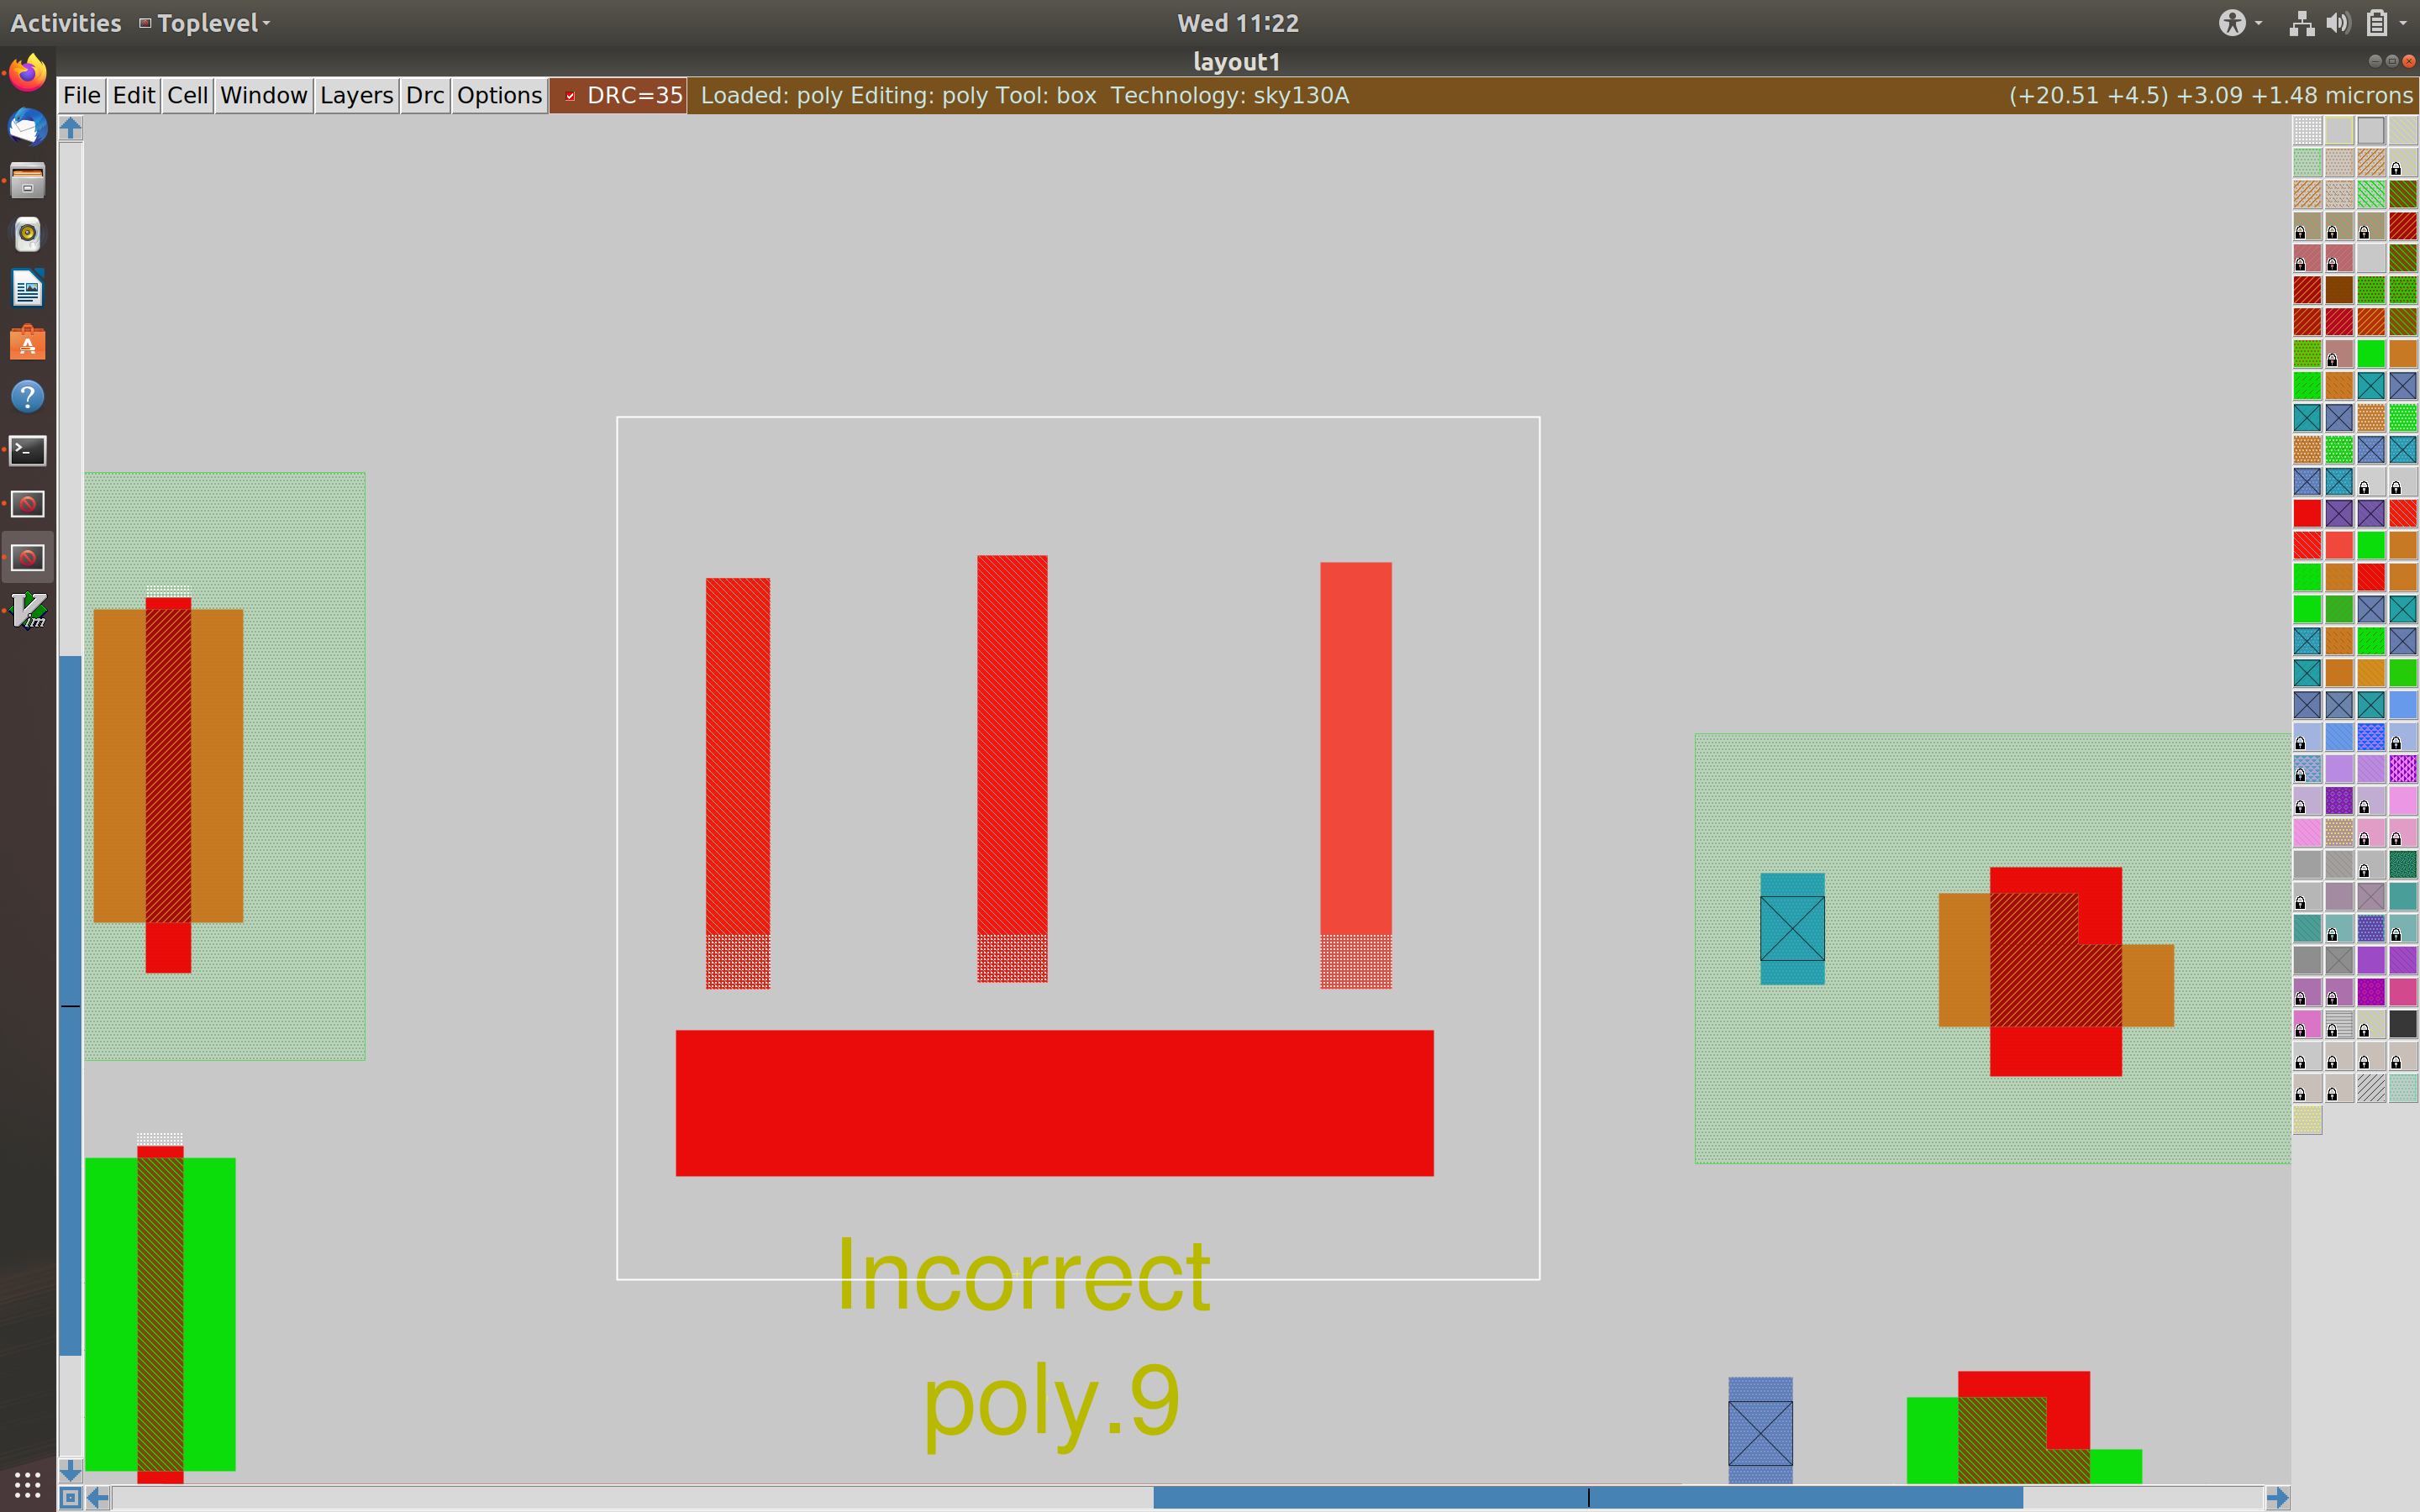 Activities Toplevel Wed 11:22
layout1
File Edit Cell Window Layers Drc Options DRC=35 Loaded: poly Editing: poly Tool: box Technology: sky130A (+20.51 +4.5) +3.09 +1.48 microns
Incorrect
poly.9